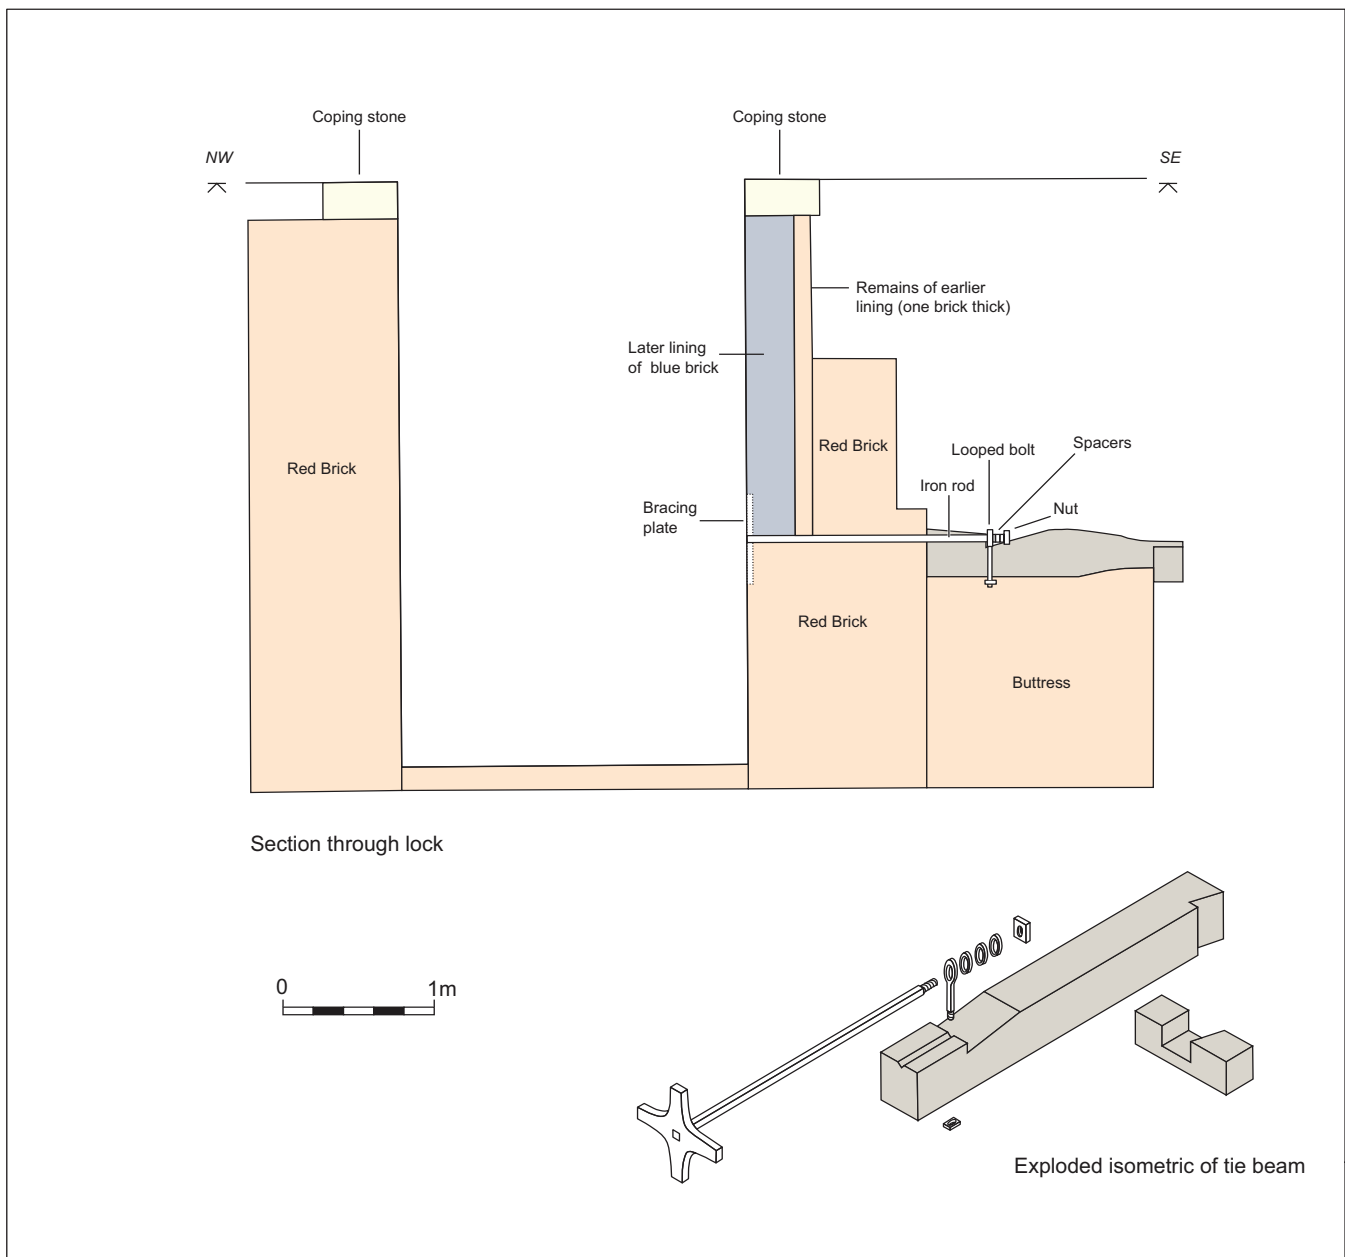 Coping stone
Coping stone
NW
SE
Remains of earlier
lining (one brick thick)
Later lining
of blue brick
Red Brick
Red Brick
Looped bolt
Spacers
Iron rod
Nut
Bracing
plate
Red Brick
Buttress
Section through lock
0
1m
Exploded isometric of tie beam